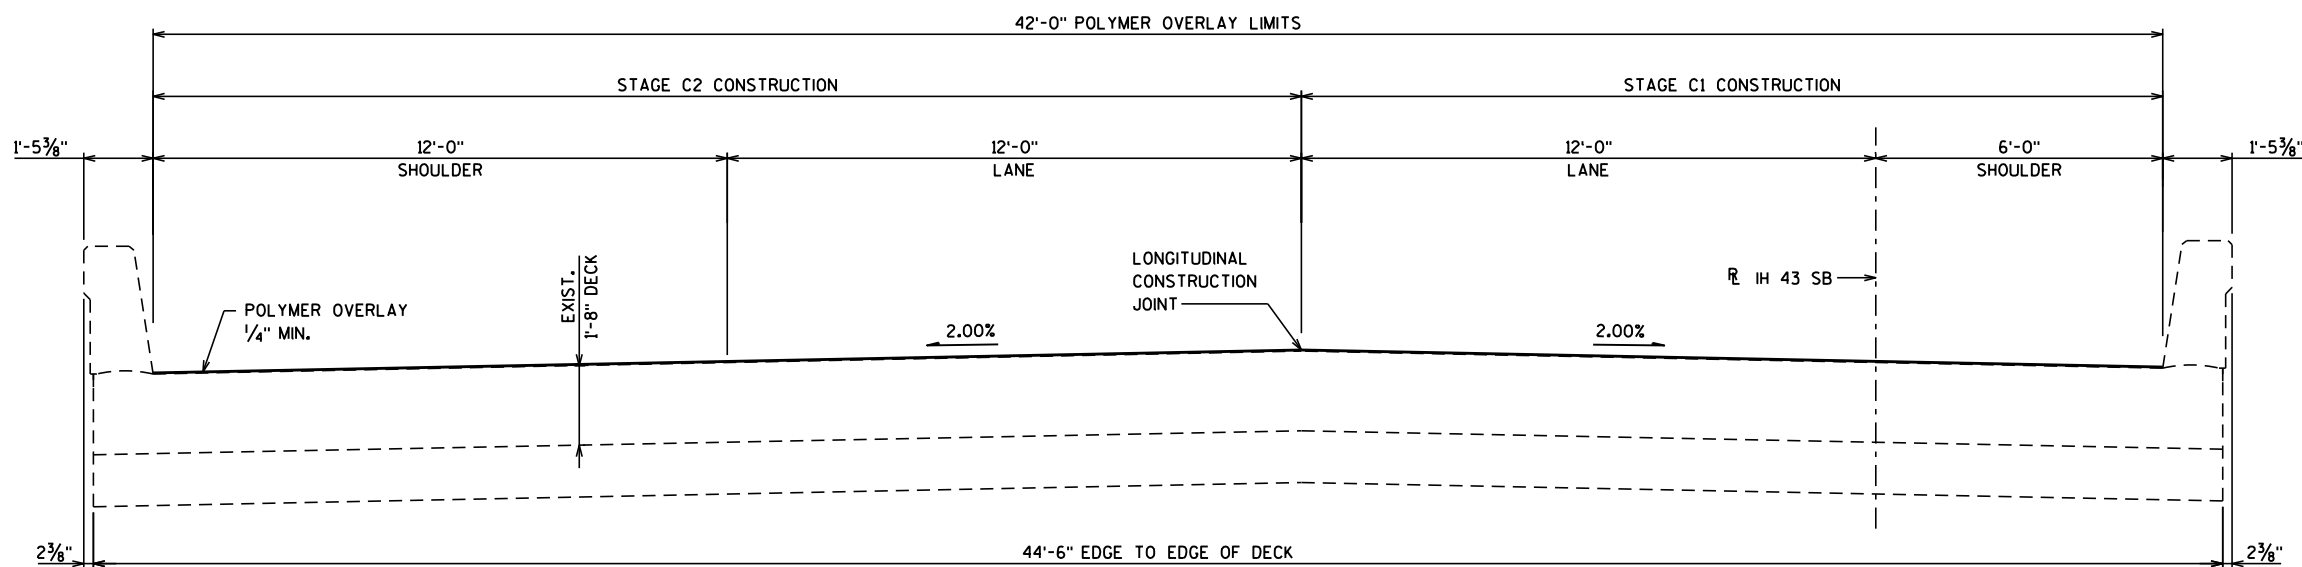 42'-0" POLYMER OVERLAY LIMITS
STAGE C2 CONSTRUCTION
STAGE C1 CONSTRUCTION
1'-5⅜"
12'-0"
SHOULDER
12'-0"
LANE
12'-0"
LANE
6'-0"
SHOULDER
1'-5⅜"
POLYMER OVERLAY
¼" MIN.
EXIST.
1'-8" DECK
2.00%
LONGITUDINAL
CONSTRUCTION
JOINT
2.00%
RL IH 43 SB
2⅜"
44'-6" EDGE TO EDGE OF DECK
2⅜"